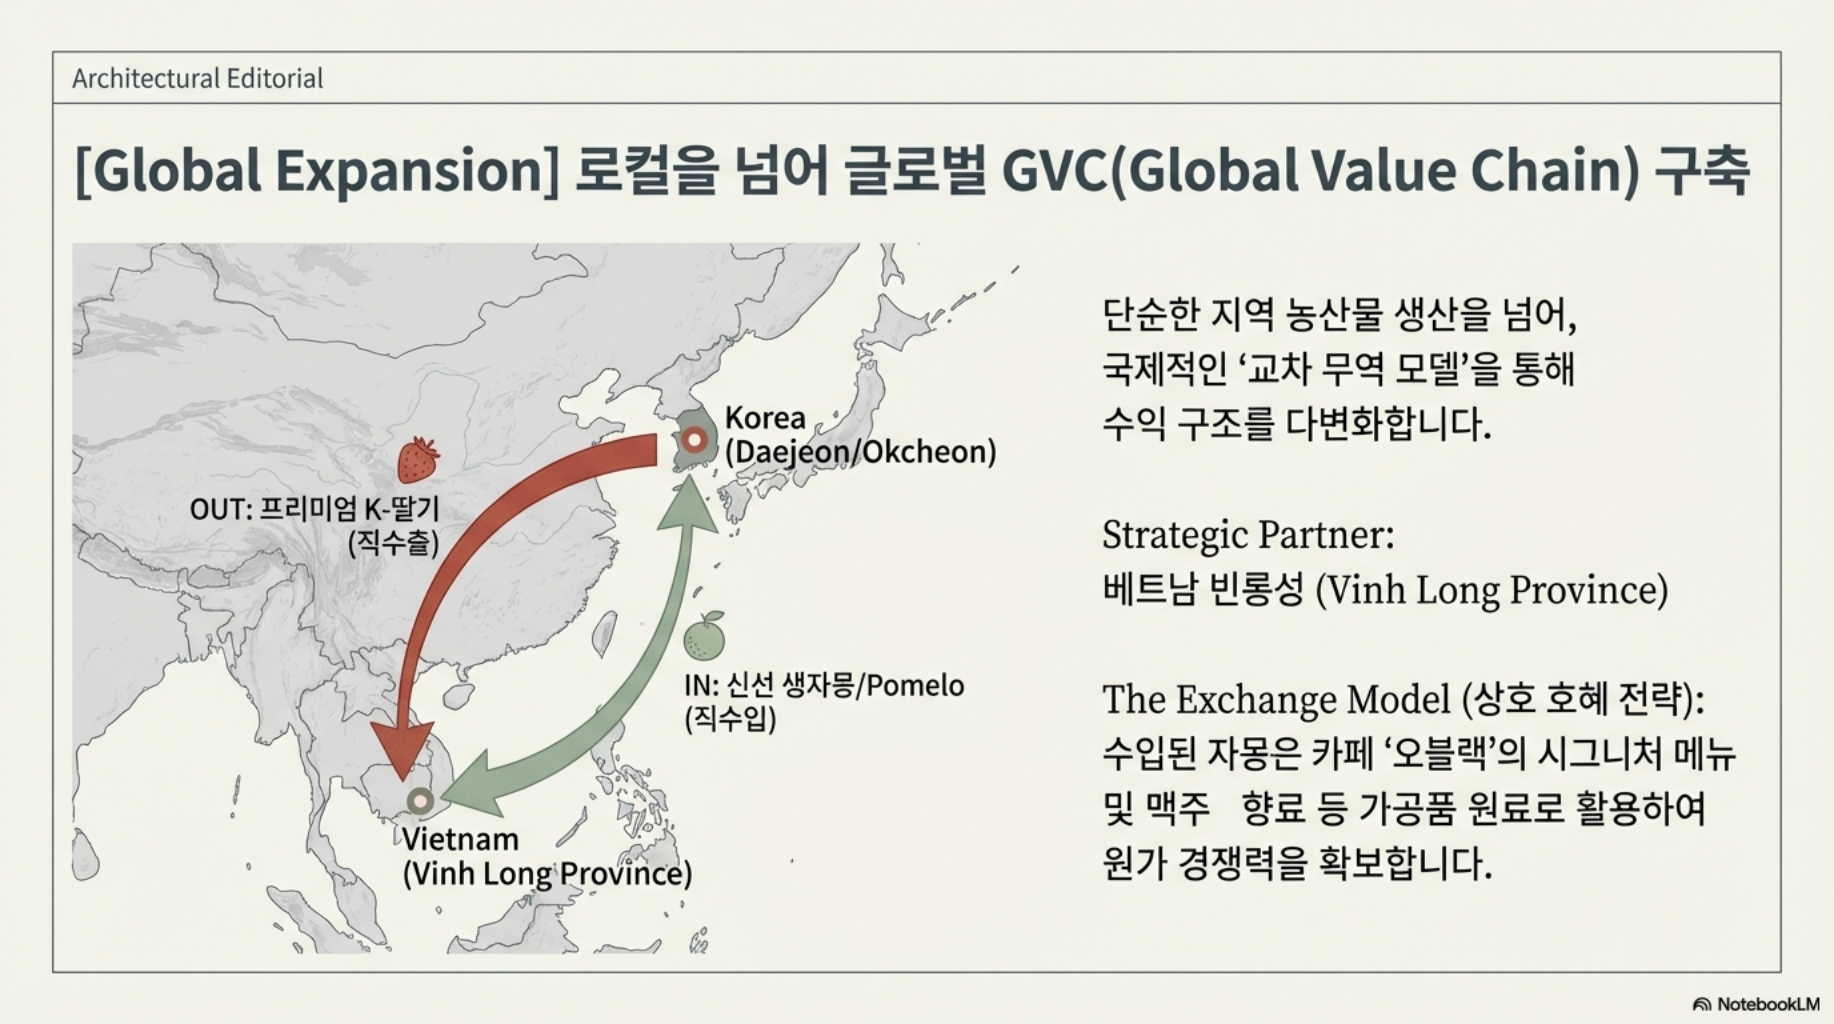 Architectural Editorial
[Global Expansion] 로컬을 넘어 글로벌 GVC(Global Value Chain) 구축
Korea
(Daejeon/Okcheon)
OUT: 프리미엄 K-딸기
(직수출)
IN: 신선 생자몽/Pomelo
(직수입)
Vietnam
(Vinh Long Province)
단순한 지역 농산물 생산을 넘어,
국제적인 ‘교차 무역 모델’을 통해
수익 구조를 다변화합니다.
Strategic Partner:
베트남 빈롱성 (Vinh Long Province)
The Exchange Model (상호 호혜 전략):
수입된 자몽은 카페 ‘오블랙’의 시그니처 메뉴
및 맥주 향료 등 가공품 원료로 활용하여
원가 경쟁력을 확보합니다.
NotebookLM